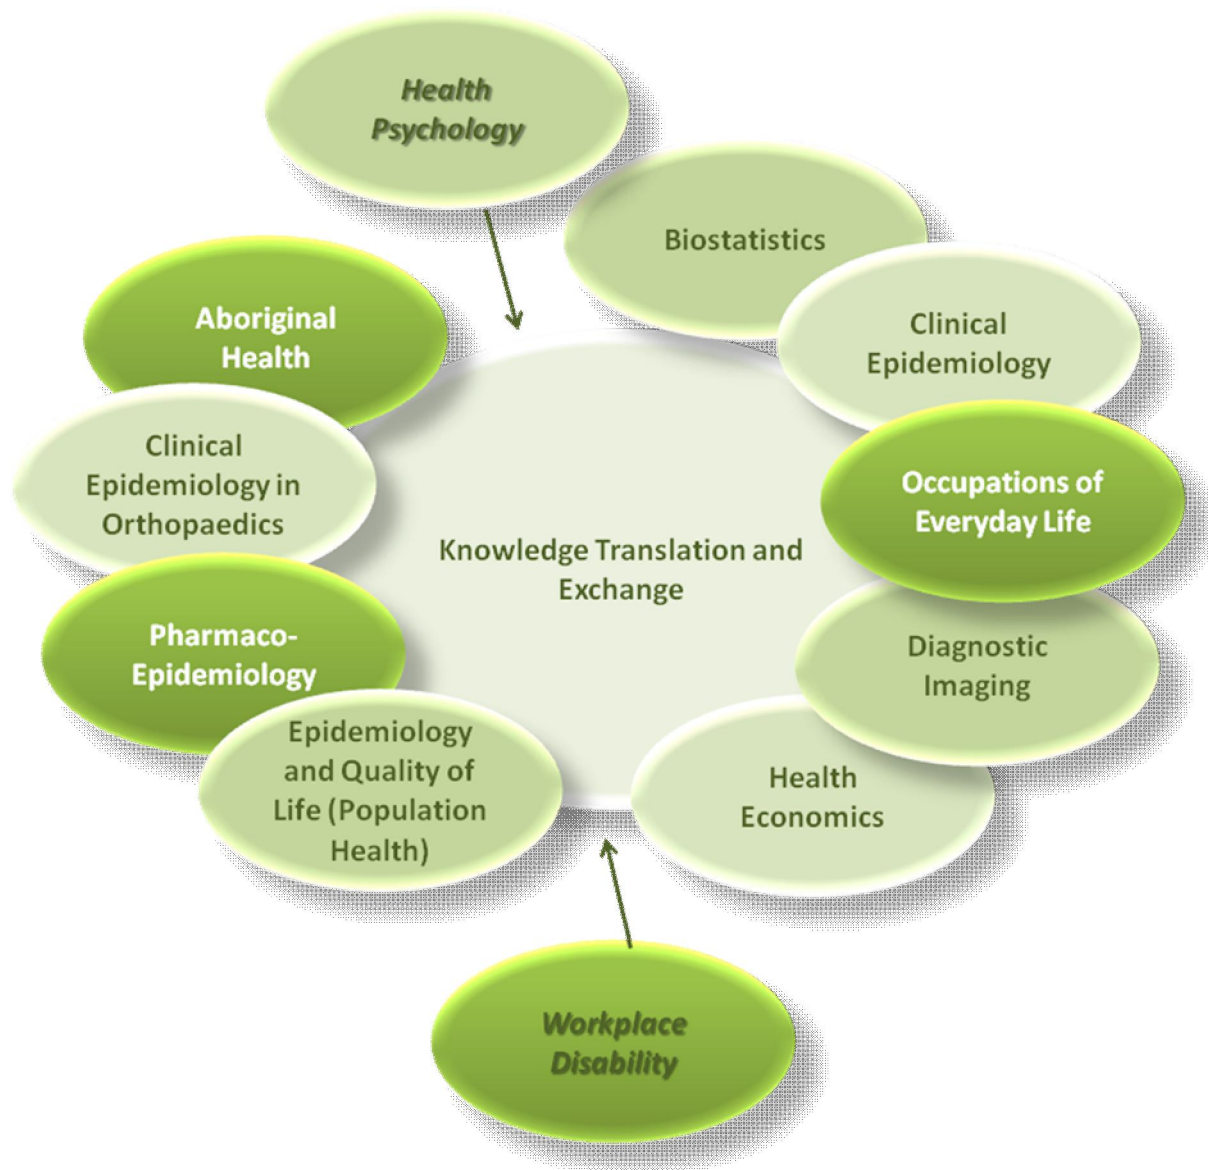 Health
Psychology
Biostatistics
Aboriginal
Health
Clinical
Epidemiology
Clinical
Epidemiology in
Orthopaedics
Occupations of
Everyday Life
Knowledge Translation and
Exchange
Pharmaco-
Epidemiology
Diagnostic
Imaging
Epidemiology
and Quality of
Life (Population
Health)
Health
Economics
Workplace
Disability